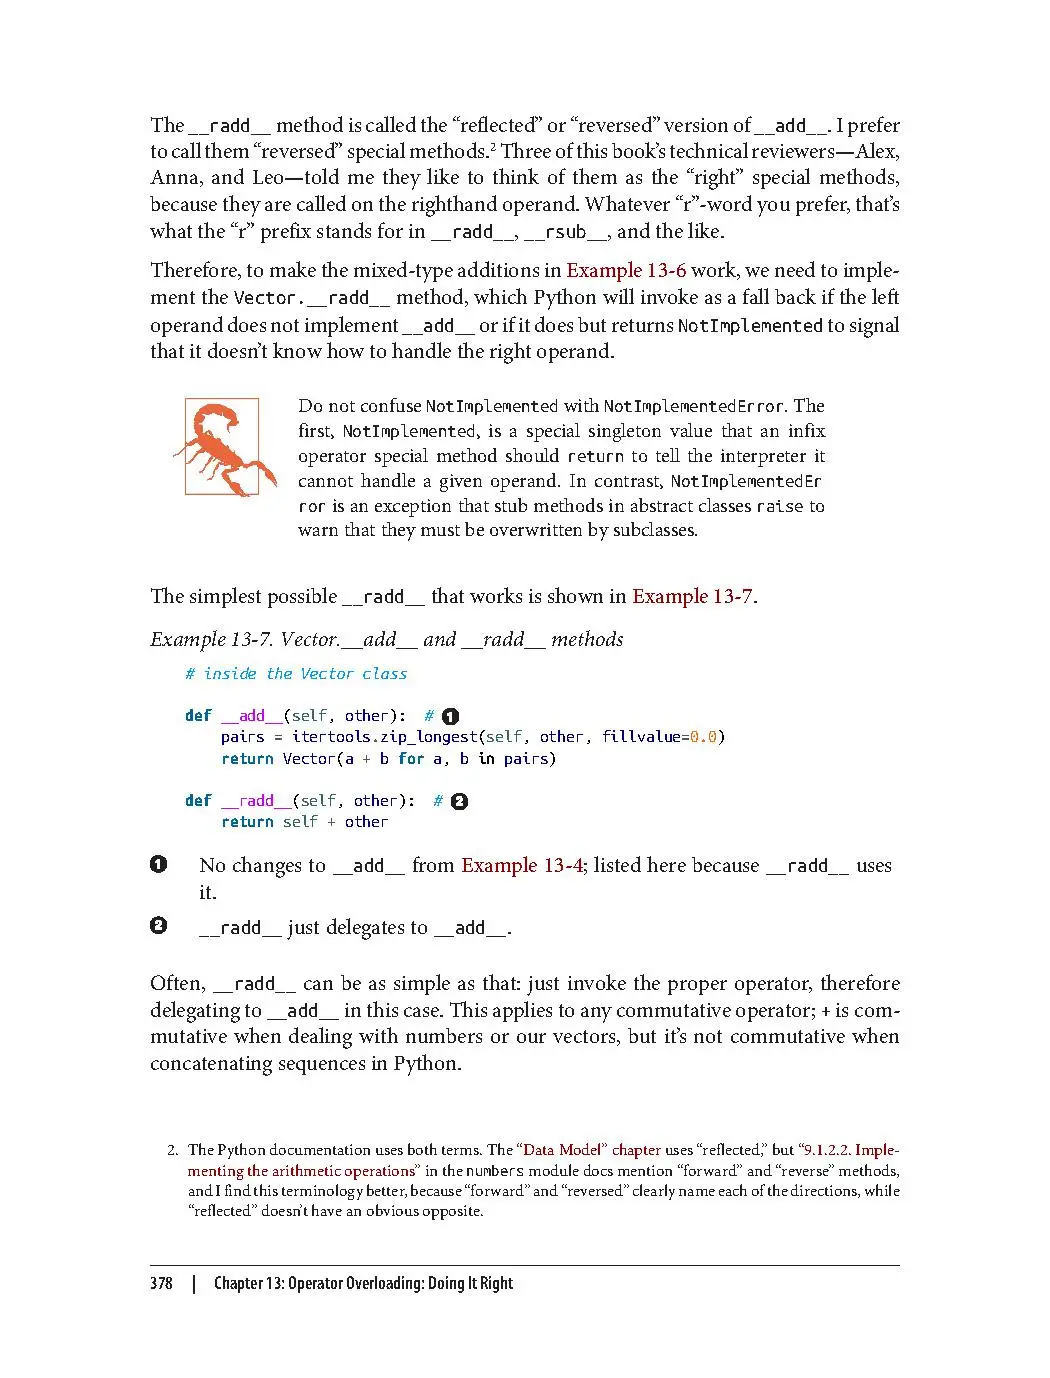 The __radd__ method is called the “reflected” or “reversed” version of __add__. I prefer
to call them “reversed” special methods.2 Three of this book’s technical reviewers—Alex,
Anna, and Leo—told me they like to think of them as the “right” special methods,
because they are called on the righthand operand. Whatever “r”-word you prefer, that’s
what the “r” prefix stands for in __radd__, __rsub__, and the like.
Therefore, to make the mixed-type additions in Example 13-6 work, we need to imple-
ment the Vector.__radd__ method, which Python will invoke as a fall back if the left
operand does not implement __add__ or if it does but returns NotImplemented to signal
that it doesn’t know how to handle the right operand.
Do not confuse NotImplemented with NotImplementedError. The
first, NotImplemented, is a special singleton value that an infix
operator special method should return to tell the interpreter it
cannot handle a given operand. In contrast, NotImplementedEr
ror is an exception that stub methods in abstract classes raise to
warn that they must be overwritten by subclasses.
The simplest possible __radd__ that works is shown in Example 13-7.
Example 13-7. Vector.__add__ and __radd__ methods
# inside the Vector class
def __add__(self, other): # ❶
pairs = itertools.zip_longest(self, other, fillvalue=0.0)
return Vector(a + b for a, b in pairs)
def __radd__(self, other): # ❷
return self + other
❶ No changes to __add__ from Example 13-4; listed here because __radd__ uses
it.
❷ __radd__ just delegates to __add__.
Often, __radd__ can be as simple as that: just invoke the proper operator, therefore
delegating to __add__ in this case. This applies to any commutative operator; + is com-
mutative when dealing with numbers or our vectors, but it’s not commutative when
concatenating sequences in Python.
2. The Python documentation uses both terms. The “Data Model” chapter uses “reflected,” but “9.1.2.2. Imple-
menting the arithmetic operations” in the numbers module docs mention “forward” and “reverse” methods,
and I find this terminology better, because “forward” and “reversed” clearly name each of the directions, while
“reflected” doesn’t have an obvious opposite.
378 | Chapter 13: Operator Overloading: Doing It Right